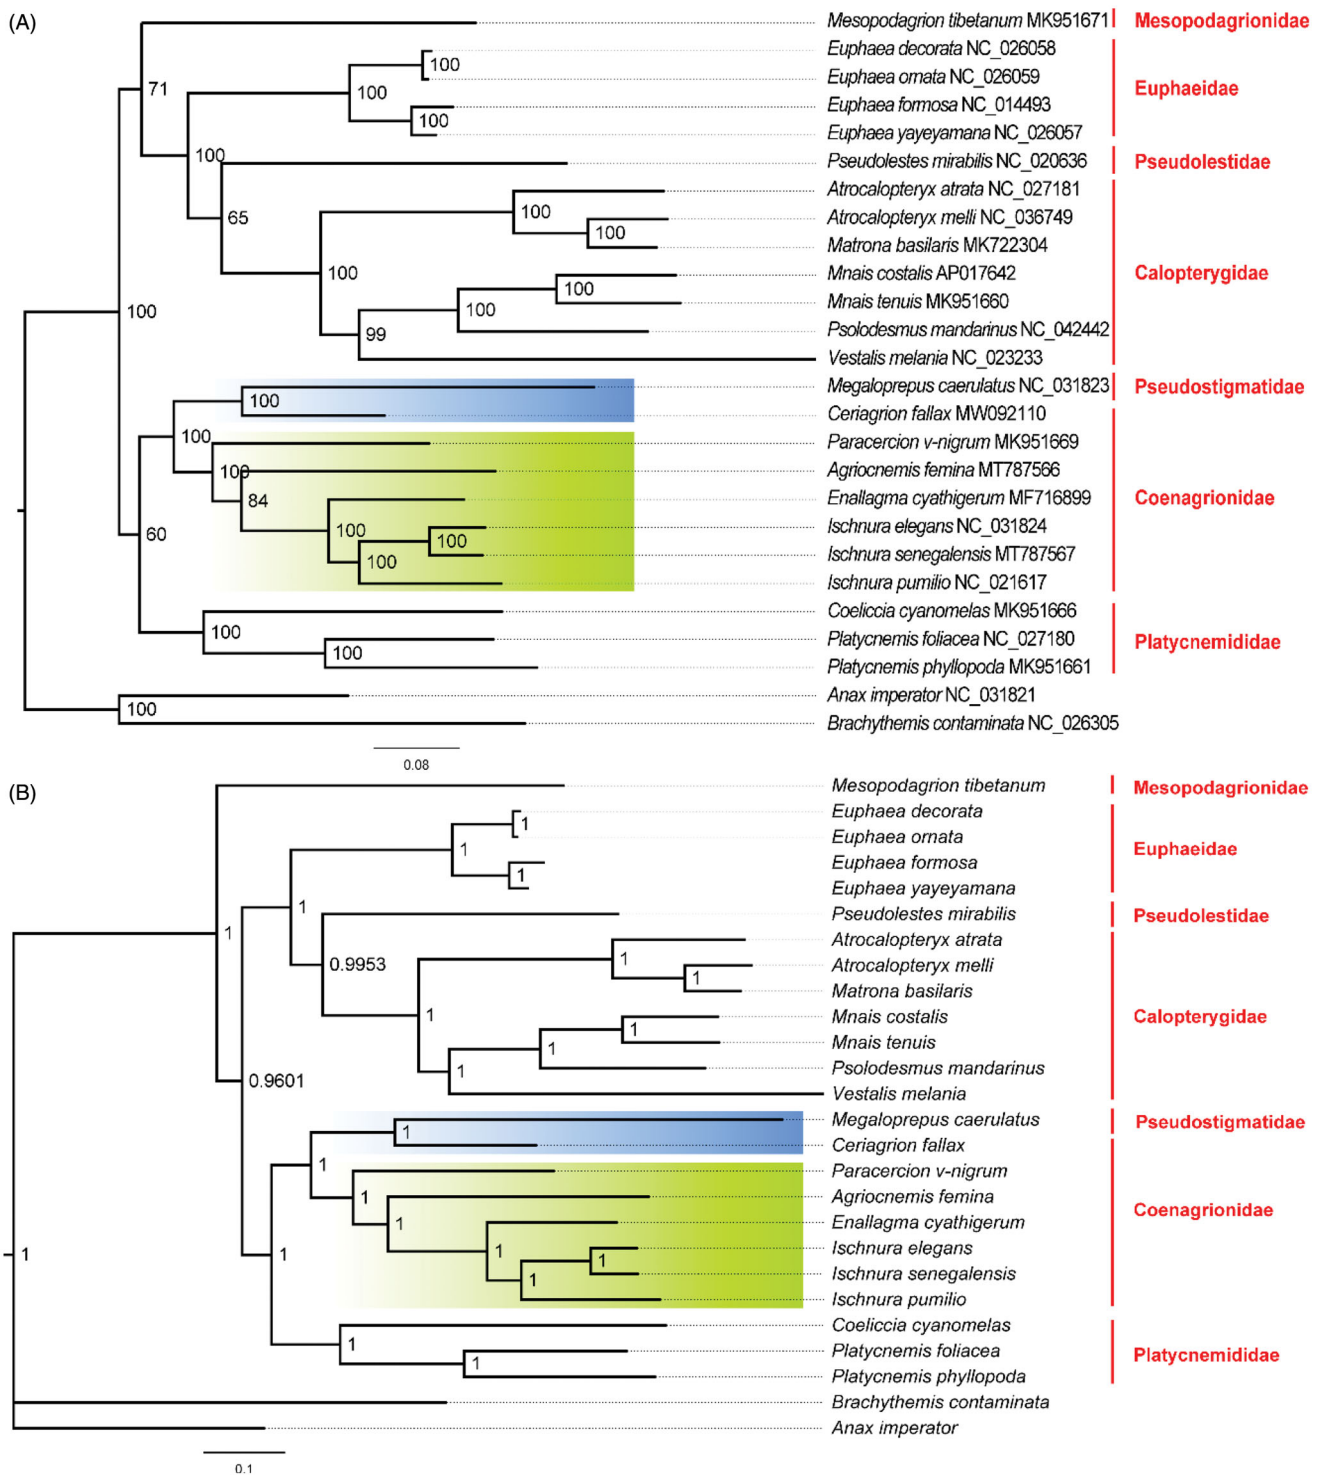 (A)
Mesopodagrion tibetanum MK951671 Mesopodagrionidae
Euphaea decorata NC_026058
100
Euphaea ornata NC_026059
71
100
Euphaeidae
Euphaea formosa NC_014493
100
Euphaea yayeyamana NC_026057
100
Pseudolestes mirabilis NC_020636 Pseudolestidae
Atrocalopteryx atrata NC_027181
100
65
Atrocalopteryx melli NC_036749
100
Matrona basilaris MK722304
100
Mnais costalis AP017642 Calopterygidae
100
Mnais tenuis MK951660
100
100
Psolodesmus mandarinus NC_042442
99
Vestalis melania NC_023233
Megaloprepus caerulatus NC_031823 Pseudostigmatidae
100
Ceriagrion fallax MW092110
100
Paracercion v-nigrum MK951669
100
Agriocnemis femina MT787566
84
Enallagma cyathigerum MF716899 Coenagrionidae
100
Ischnura elegans NC_031824
60
100
Ischnura senegalensis MT787567
100
Ischnura pumilio NC_021617
Coeliccia cyanomelas MK951666
100
Platycnemis foliacea NC_027180 Platycnemididae
100
Platycnemis phyllopoda MK951661
Anax imperator NC_031821
100
Brachythemis contaminata NC_026305
0.08
(B)
Mesopodagrion tibetanum Mesopodagrionidae
Euphaea decorata
1
Euphaea ornata
1
Euphaeidae
Euphaea formosa
1
Euphaea yayeyamana
1
Pseudolestes mirabilis Pseudolestidae
1
Atrocalopteryx atrata
1
0.9953
Atrocalopteryx melli
1
Matrona basilaris
1
Mnais costalis Calopterygidae
1
Mnais tenuis
1
Psolodesmus mandarinus
1
0.9601
Vestalis melania
Megaloprepus caerulatus Pseudostigmatidae
1
Ceriagrion fallax
1
Paracercion v-nigrum
1
Agriocnemis femina
Coenagrionidae
1
Enallagma cyathigerum
1
Ischnura elegans
1
1
1
Ischnura senegalensis
1
Ischnura pumilio
Coeliccia cyanomelas
1
Platycnemis foliacea Platycnemididae
1
Platycnemis phyllopoda
Brachythemis contaminata
Anax imperator
0.1